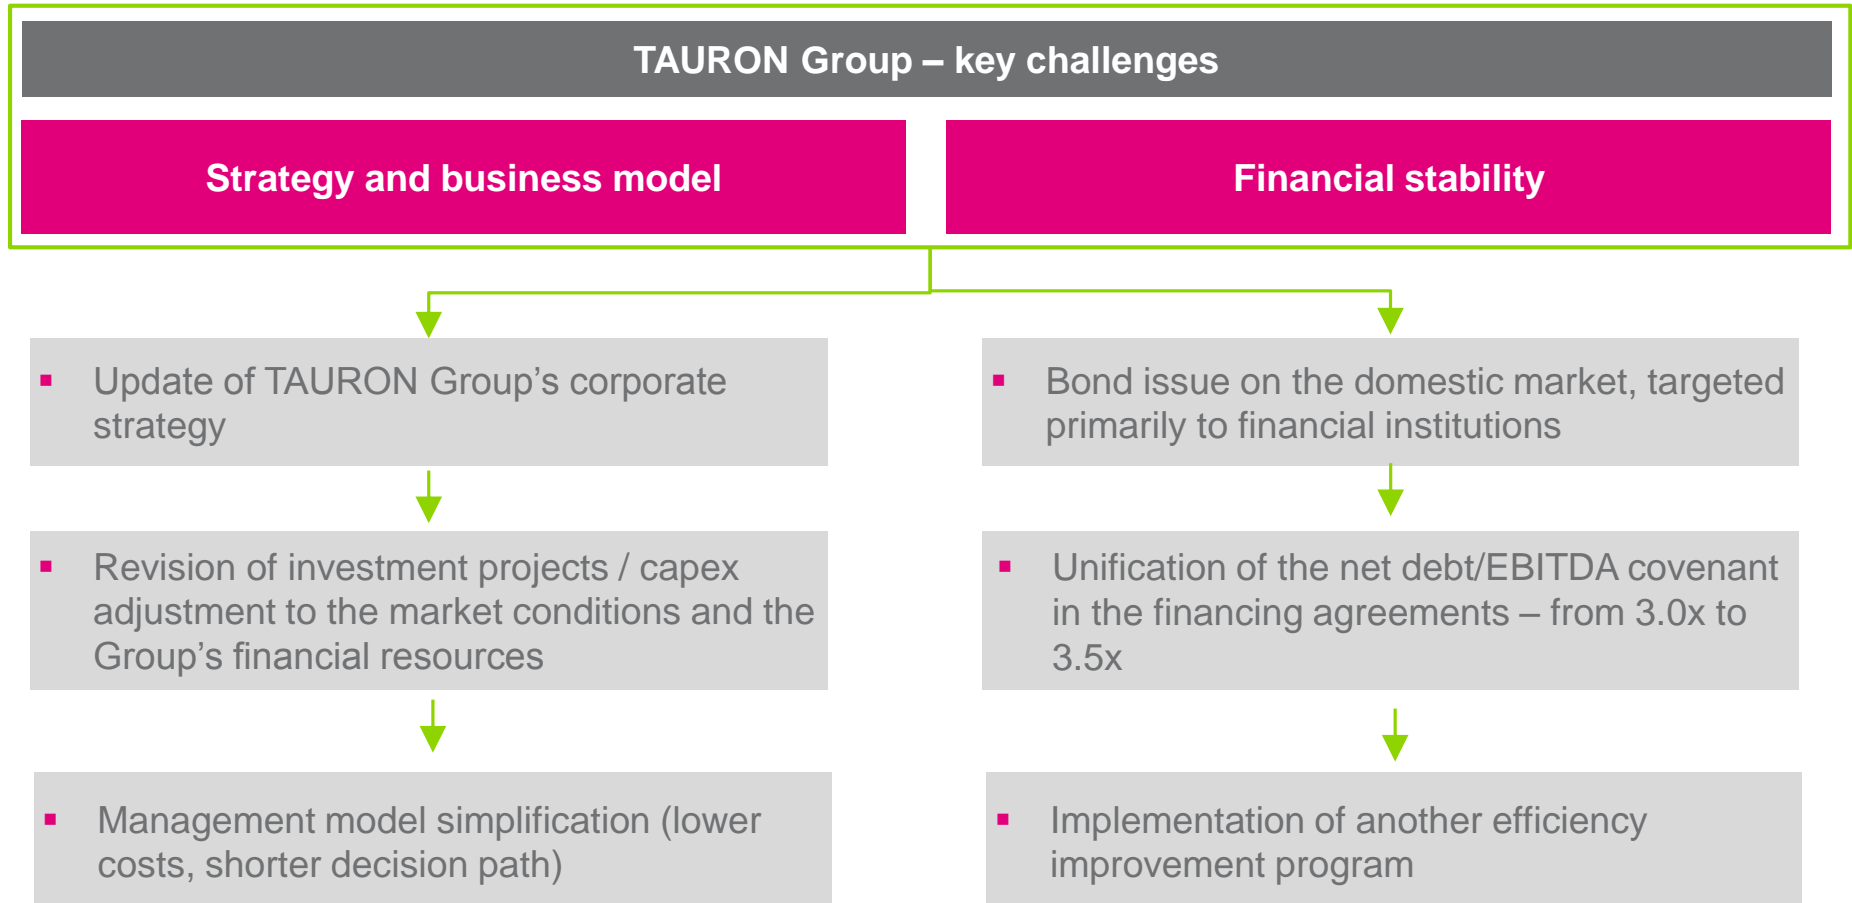 TAURON Group – key challenges
Strategy and business model
Financial stability
▪ Update of TAURON Group’s corporate
strategy
▪ Revision of investment projects / capex
adjustment to the market conditions and the
Group’s financial resources
▪ Management model simplification (lower
costs, shorter decision path)
▪ Bond issue on the domestic market, targeted
primarily to financial institutions
▪ Unification of the net debt/EBITDA covenant
in the financing agreements – from 3.0x to
3.5x
▪ Implementation of another efficiency
improvement program